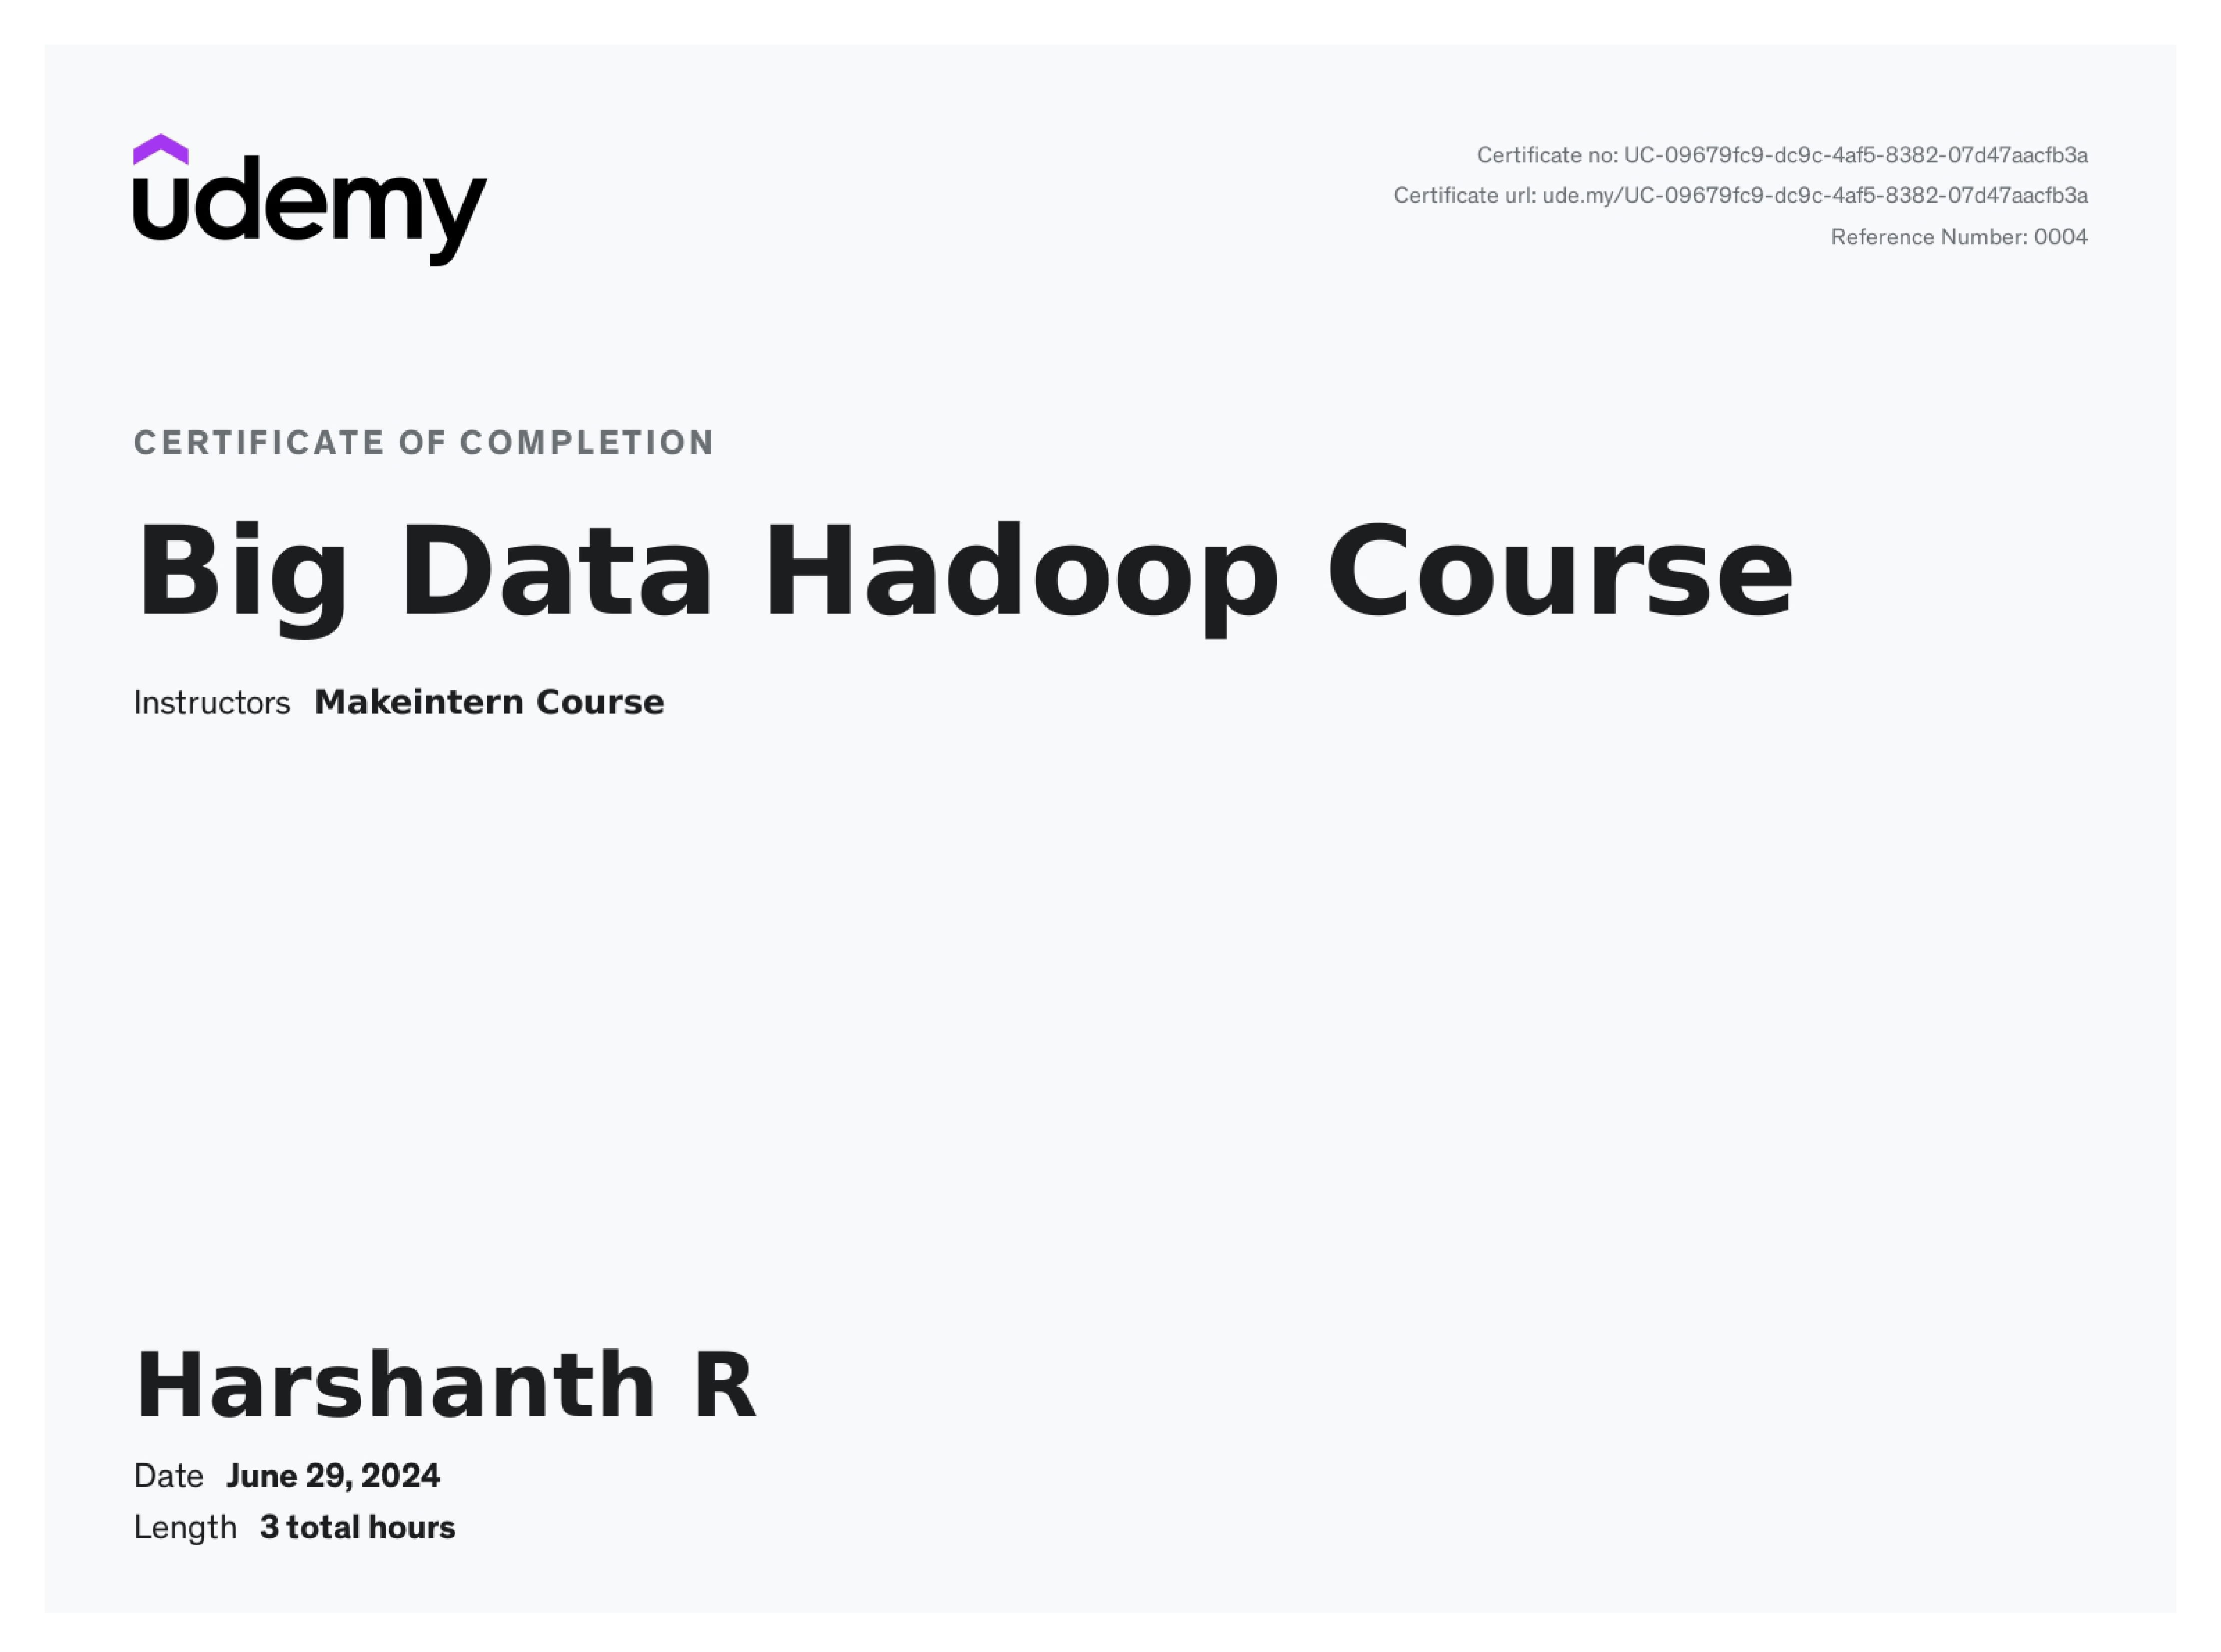 udemy
Certificate no: UC-09679fc9-dc9c-4af5-8382-07d47aacfb3a
Certificate url: ude.my/UC-09679fc9-dc9c-4af5-8382-07d47aacfb3a
Reference Number: 0004
CERTIFICATE OF COMPLETION
Big Data Hadoop Course
Instructors Makeintern Course
Harshanth R
Date June 29, 2024
Length 3 total hours